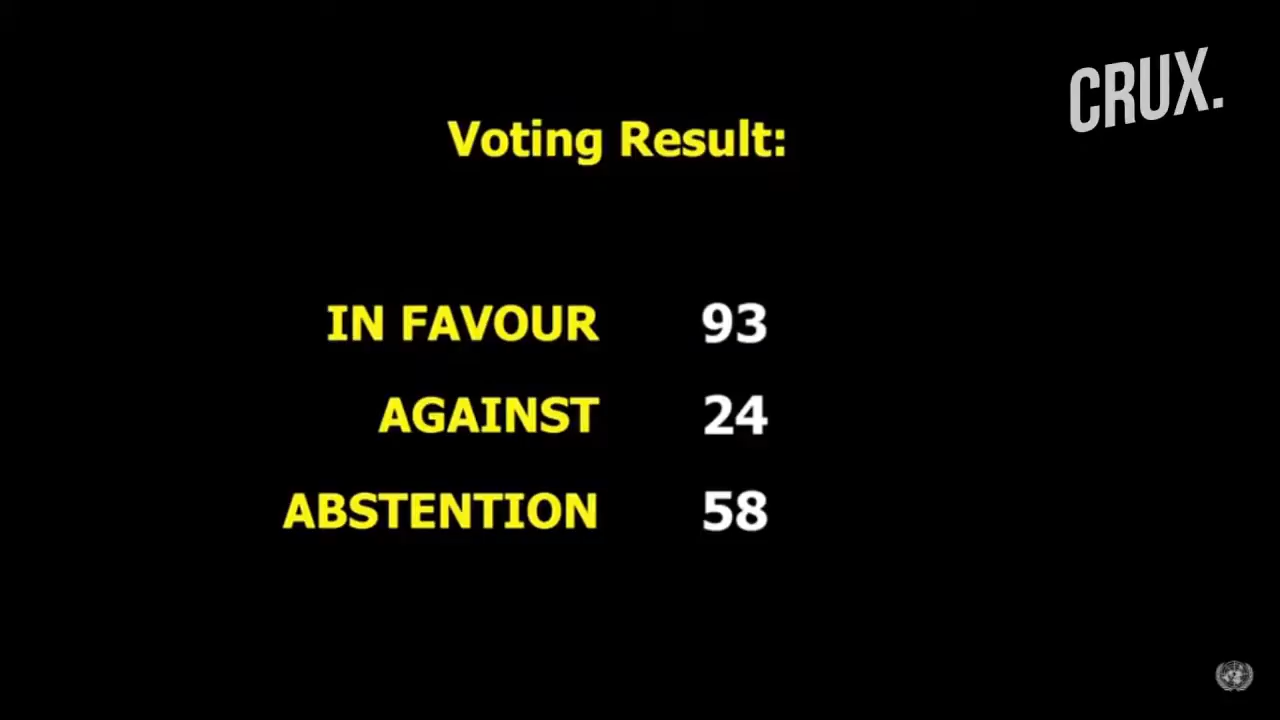 CRUX.
Voting Result:
IN FAVOUR 93
AGAINST 24
ABSTENTION 58